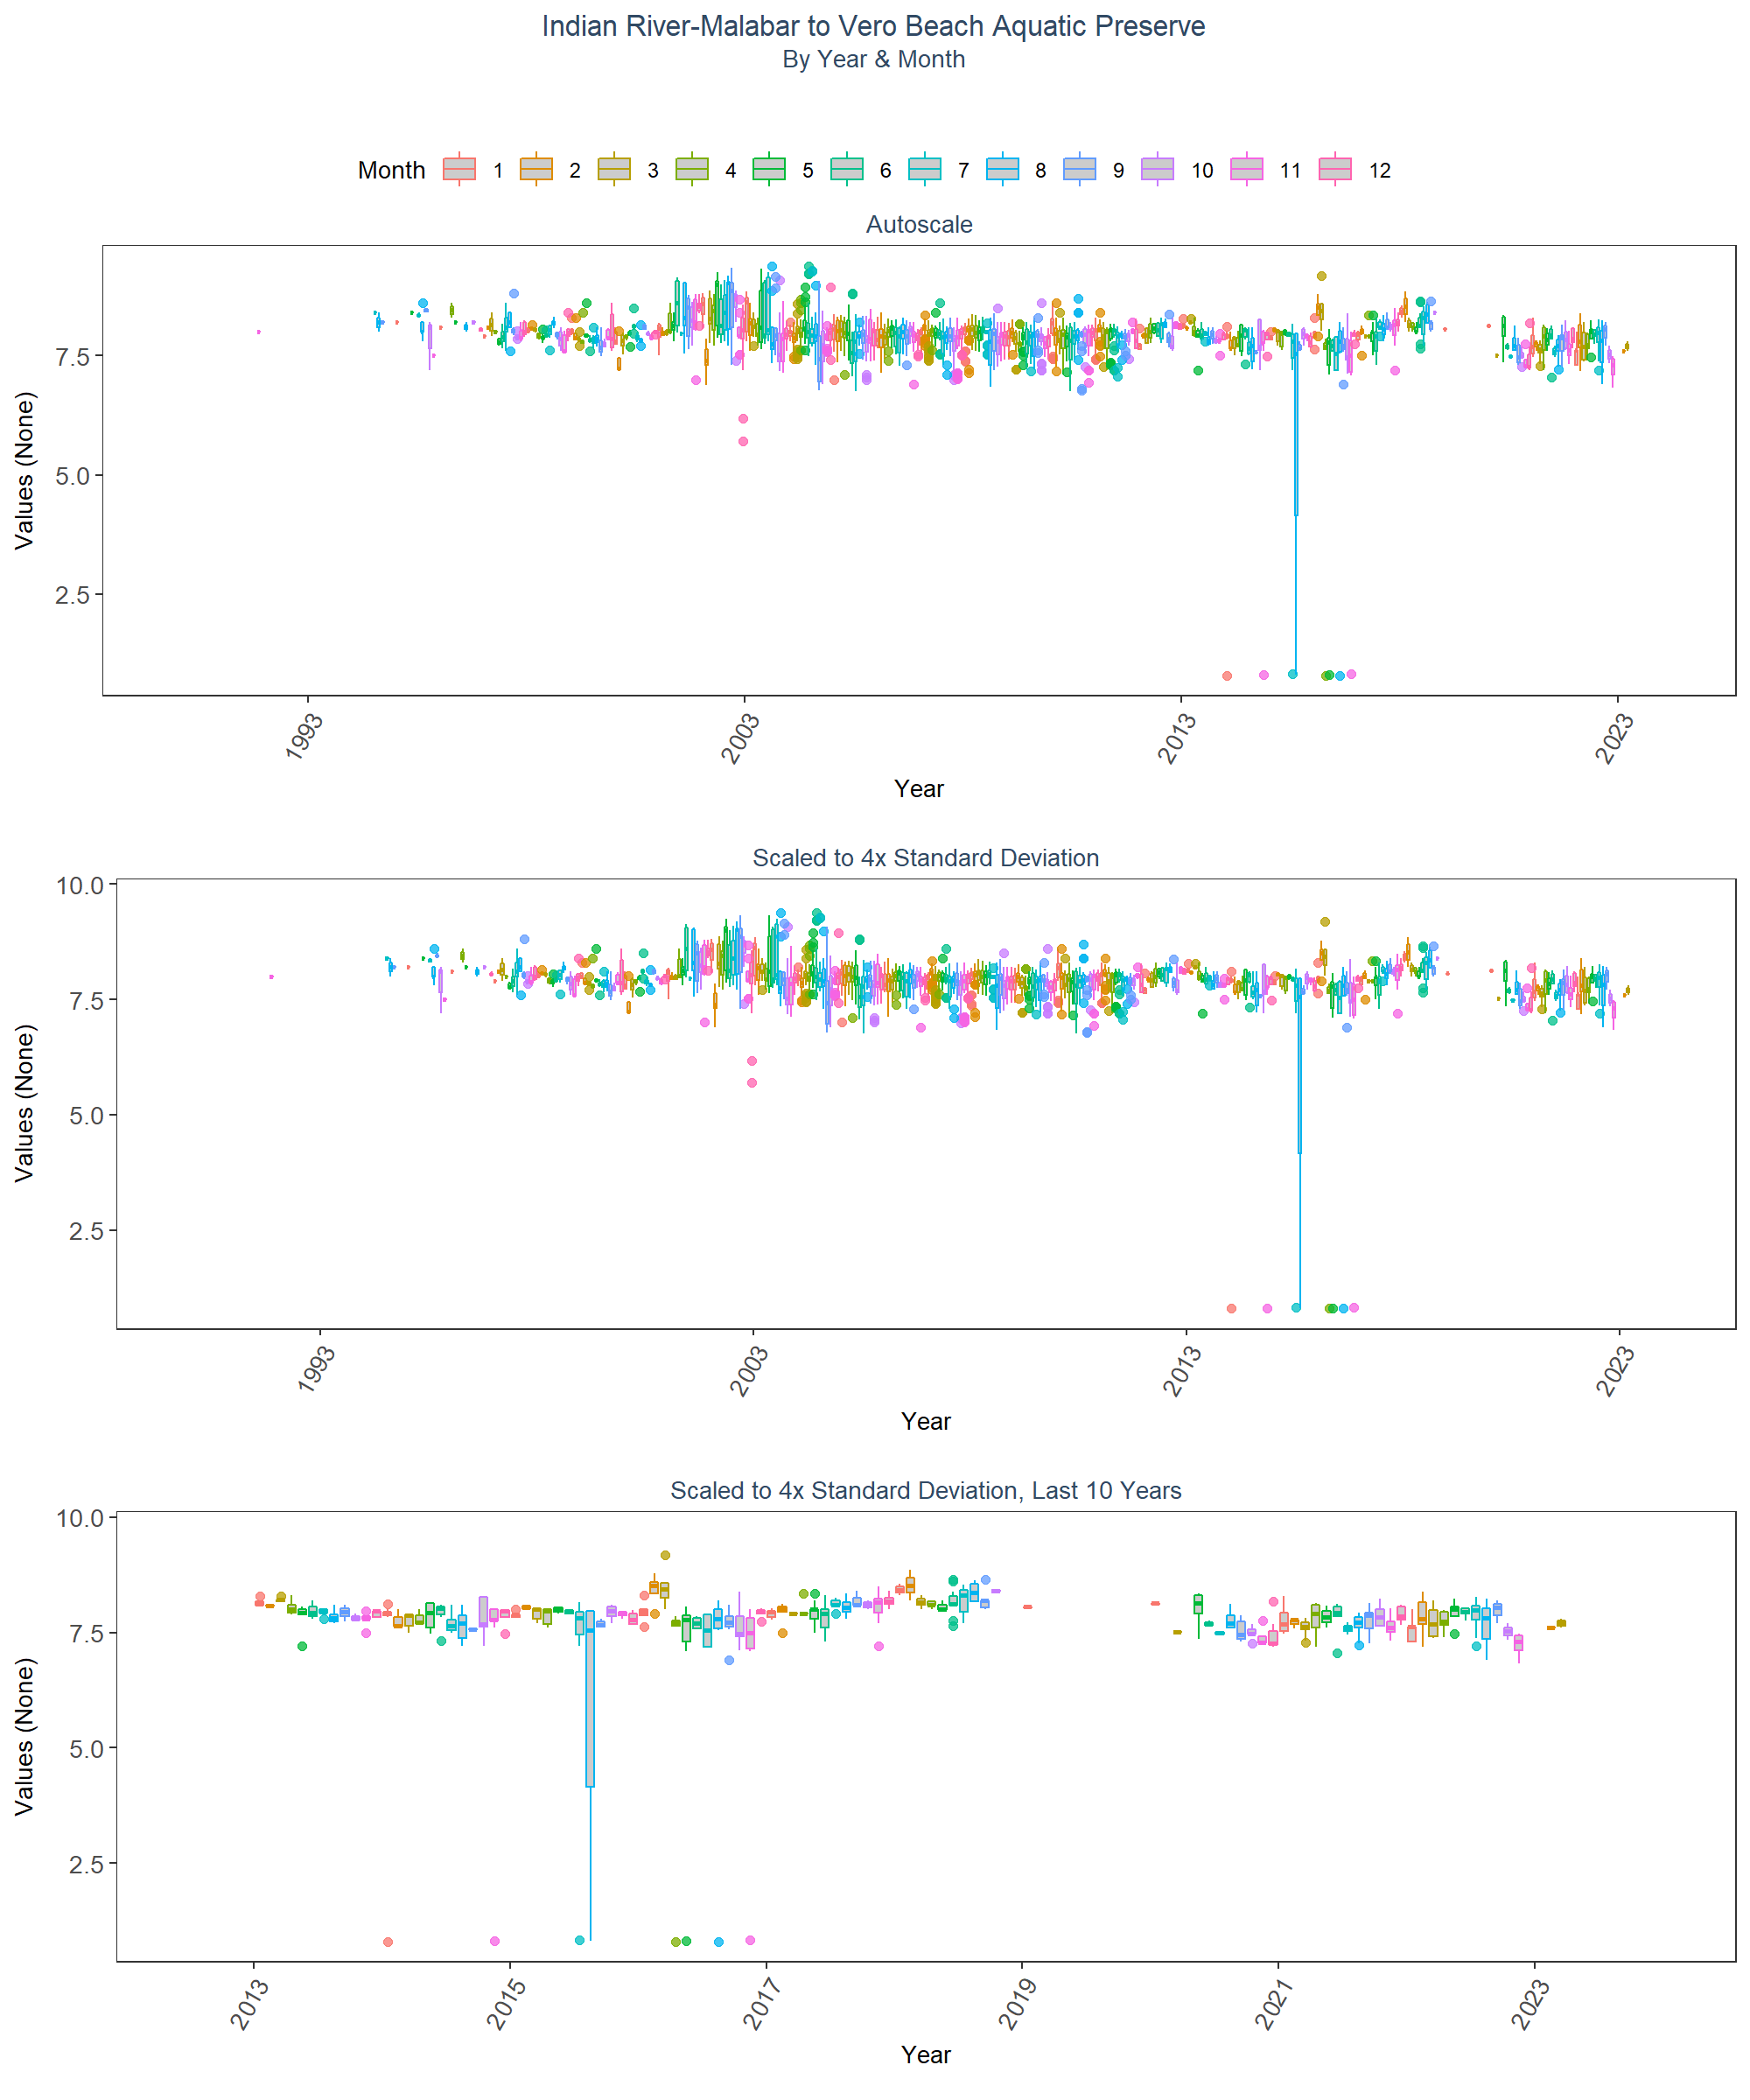 Indian River-Malabar to Vero Beach Aquatic Preserve
By Year & Month
Month 1 2 3 4 5 6 7 8 9 10 11 12
Autoscale
Values (None)
7.5
5.0
2.5
1993 2003 2013 2023
Year
Scaled to 4x Standard Deviation
Values (None)
10.0
7.5
5.0
2.5
1993 2003 2013 2023
Year
Scaled to 4x Standard Deviation, Last 10 Years
Values (None)
10.0
7.5
5.0
2.5
2013 2015 2017 2019 2021 2023
Year